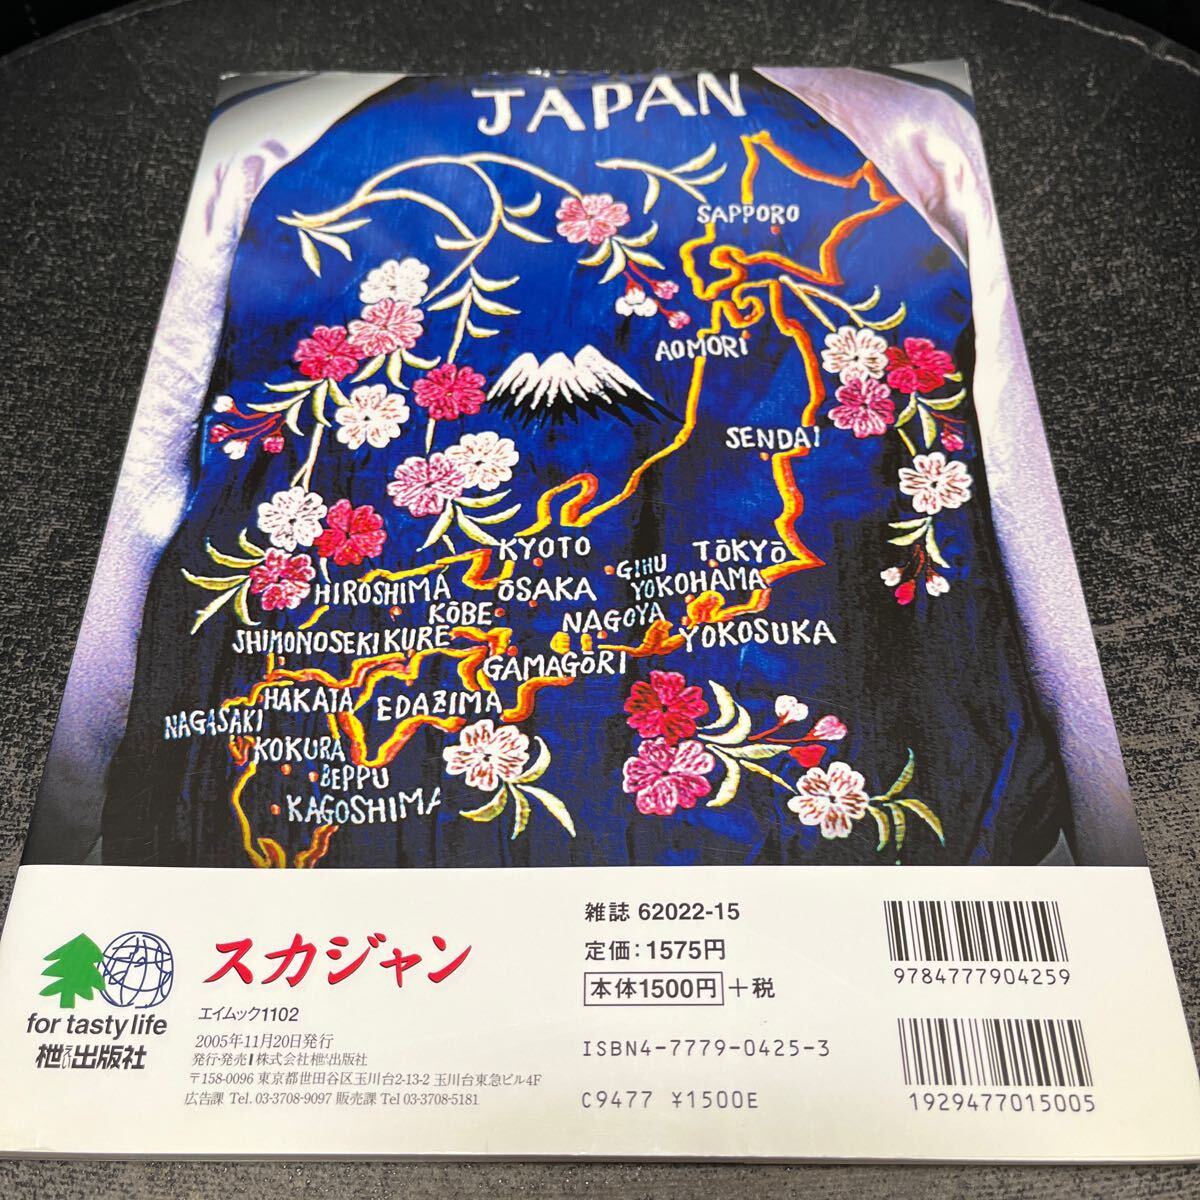 JAPAN
SAPPORO
AOMORI
SENDAI
KYOTO
TŌKYŌ
GIHU
HIROSHIMA
ŌSAKA
YOKOHAMA
KŌBE
NAGOYA
YOKOSUKA
SHIMONOSEKI KURE
GAMAGŌRI
HAKATA
EDAZIMA
NAGASAKI
KOKURA
BEPPU
KAGOSHIMA
for tasty life
枻えい出版社
スカジャン
エイムック1102
2005年11月20日発行
発行・発売 株式会社枻出版社
〒158-0096 東京都世田谷区玉川台2-13-2 玉川台東急ビル4F
広告課 Tel. 03-3708-9097 販売課 Tel 03-3708-5181
雑誌 62022-15
定価:1575円
本体1500円+税
ISBN4-7779-0425-3
C9477 ¥1500E
9784777904259
1929477015005